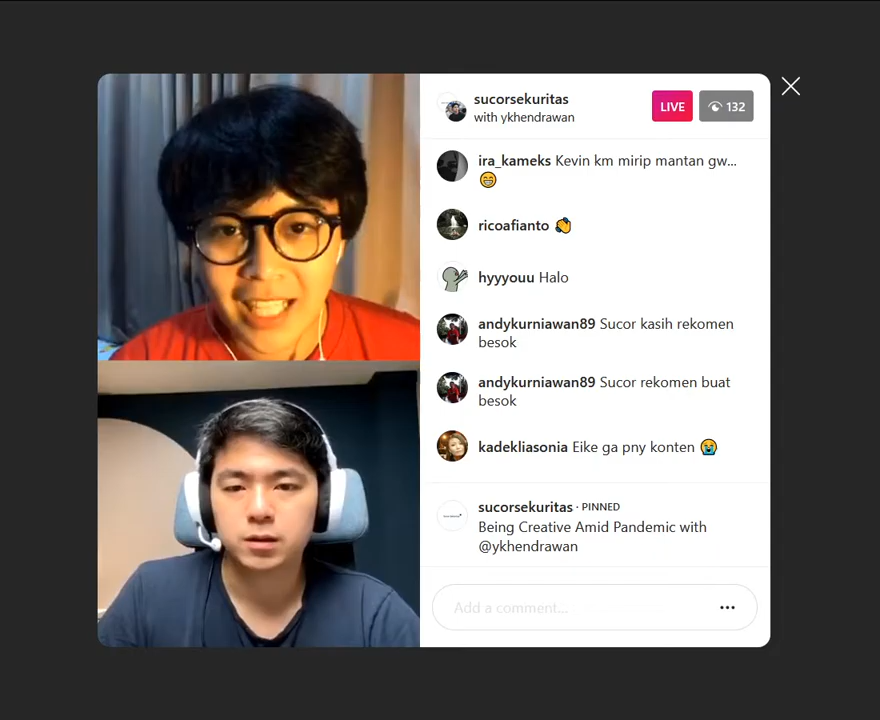 sucorsekuritas
with ykhendrawan
LIVE
132
ira_kameks Kevin km mirip mantan gw...
😁
ricoafianto 👏
hyyyouu Halo
andykurniawan89 Sucor kasih rekomen
besok
andykurniawan89 Sucor rekomen buat
besok
kadekliasonia Eike ga pny konten 😭
sucorsekuritas · PINNED
Being Creative Amid Pandemic with
@ykhendrawan
Add a comment...